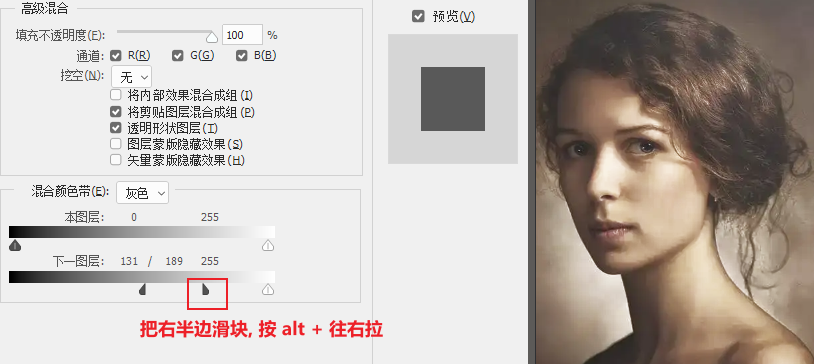 高级混合
填充不透明度(F): 100 %
通道: R(R) G(G) B(B)
挖空(N): 无
将内部效果混合成组(I)
将剪贴图层混合成组(P)
透明形状图层(T)
图层蒙版隐藏效果(S)
矢量蒙版隐藏效果(H)
混合颜色带(E): 灰色
本图层: 0 255
下一图层: 131 / 189 255
把右半边滑块, 按 alt + 往右拉
预览(V)